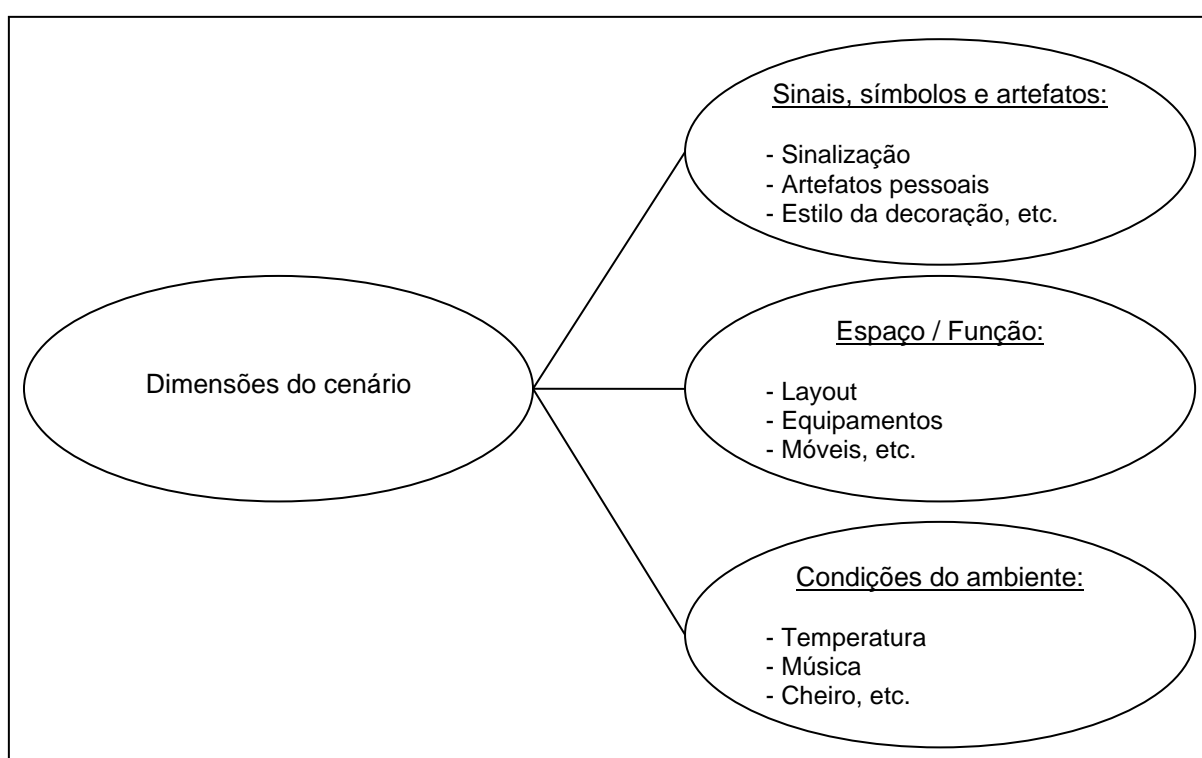 Dimensões do cenário
Sinais, símbolos e artefatos:
- Sinalização
- Artefatos pessoais
- Estilo da decoração, etc.
Espaço / Função:
- Layout
- Equipamentos
- Móveis, etc.
Condições do ambiente:
- Temperatura
- Música
- Cheiro, etc.